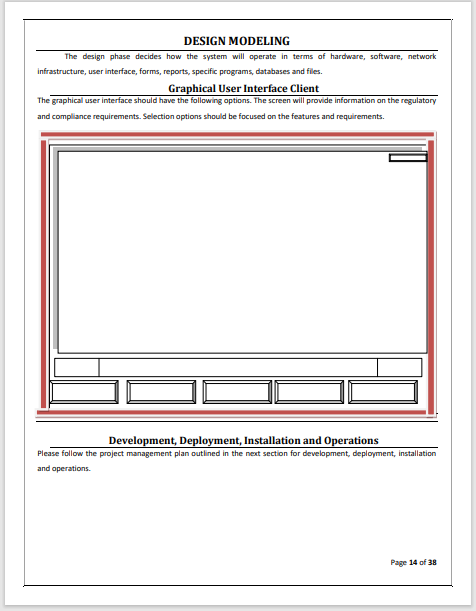 DESIGN MODELING
The design phase decides how the system will operate in terms of hardware, software, network
infrastructure, user interface, forms, reports, specific programs, databases and files.
Graphical User Interface Client
The graphical user interface should have the following options. The screen will provide information on the regulatory
and compliance requirements. Selection options should be focused on the features and requirements.
Development, Deployment, Installation and Operations
Please follow the project management plan outlined in the next section for development, deployment, installation
and operations.
Page 14 of 38